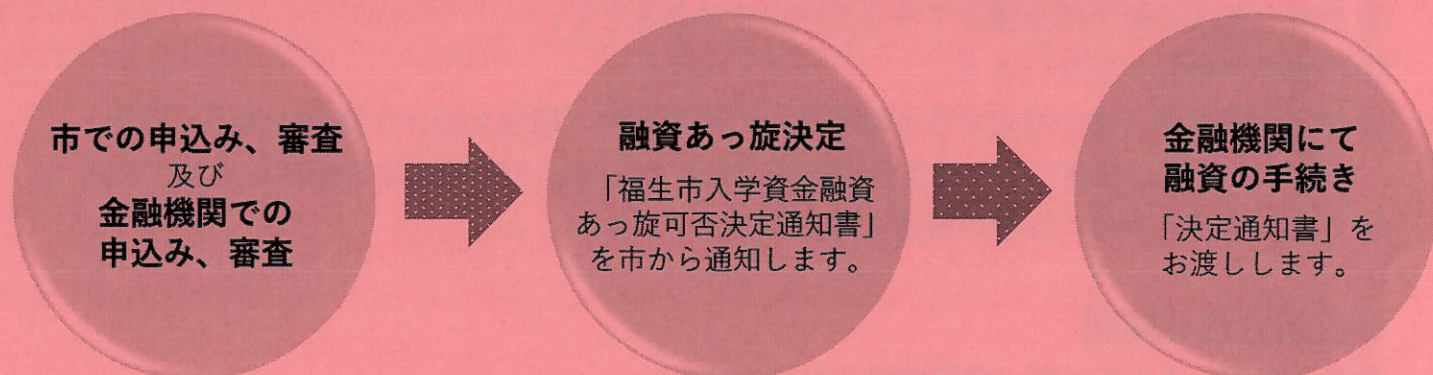 市での申込み、審査
及び
金融機関での
申込み、審査
融資あっ旋決定
「福生市入学資金融資
あっ旋可否決定通知書」
を市から通知します。
金融機関にて
融資の手続き
「決定通知書」を
お渡しします。